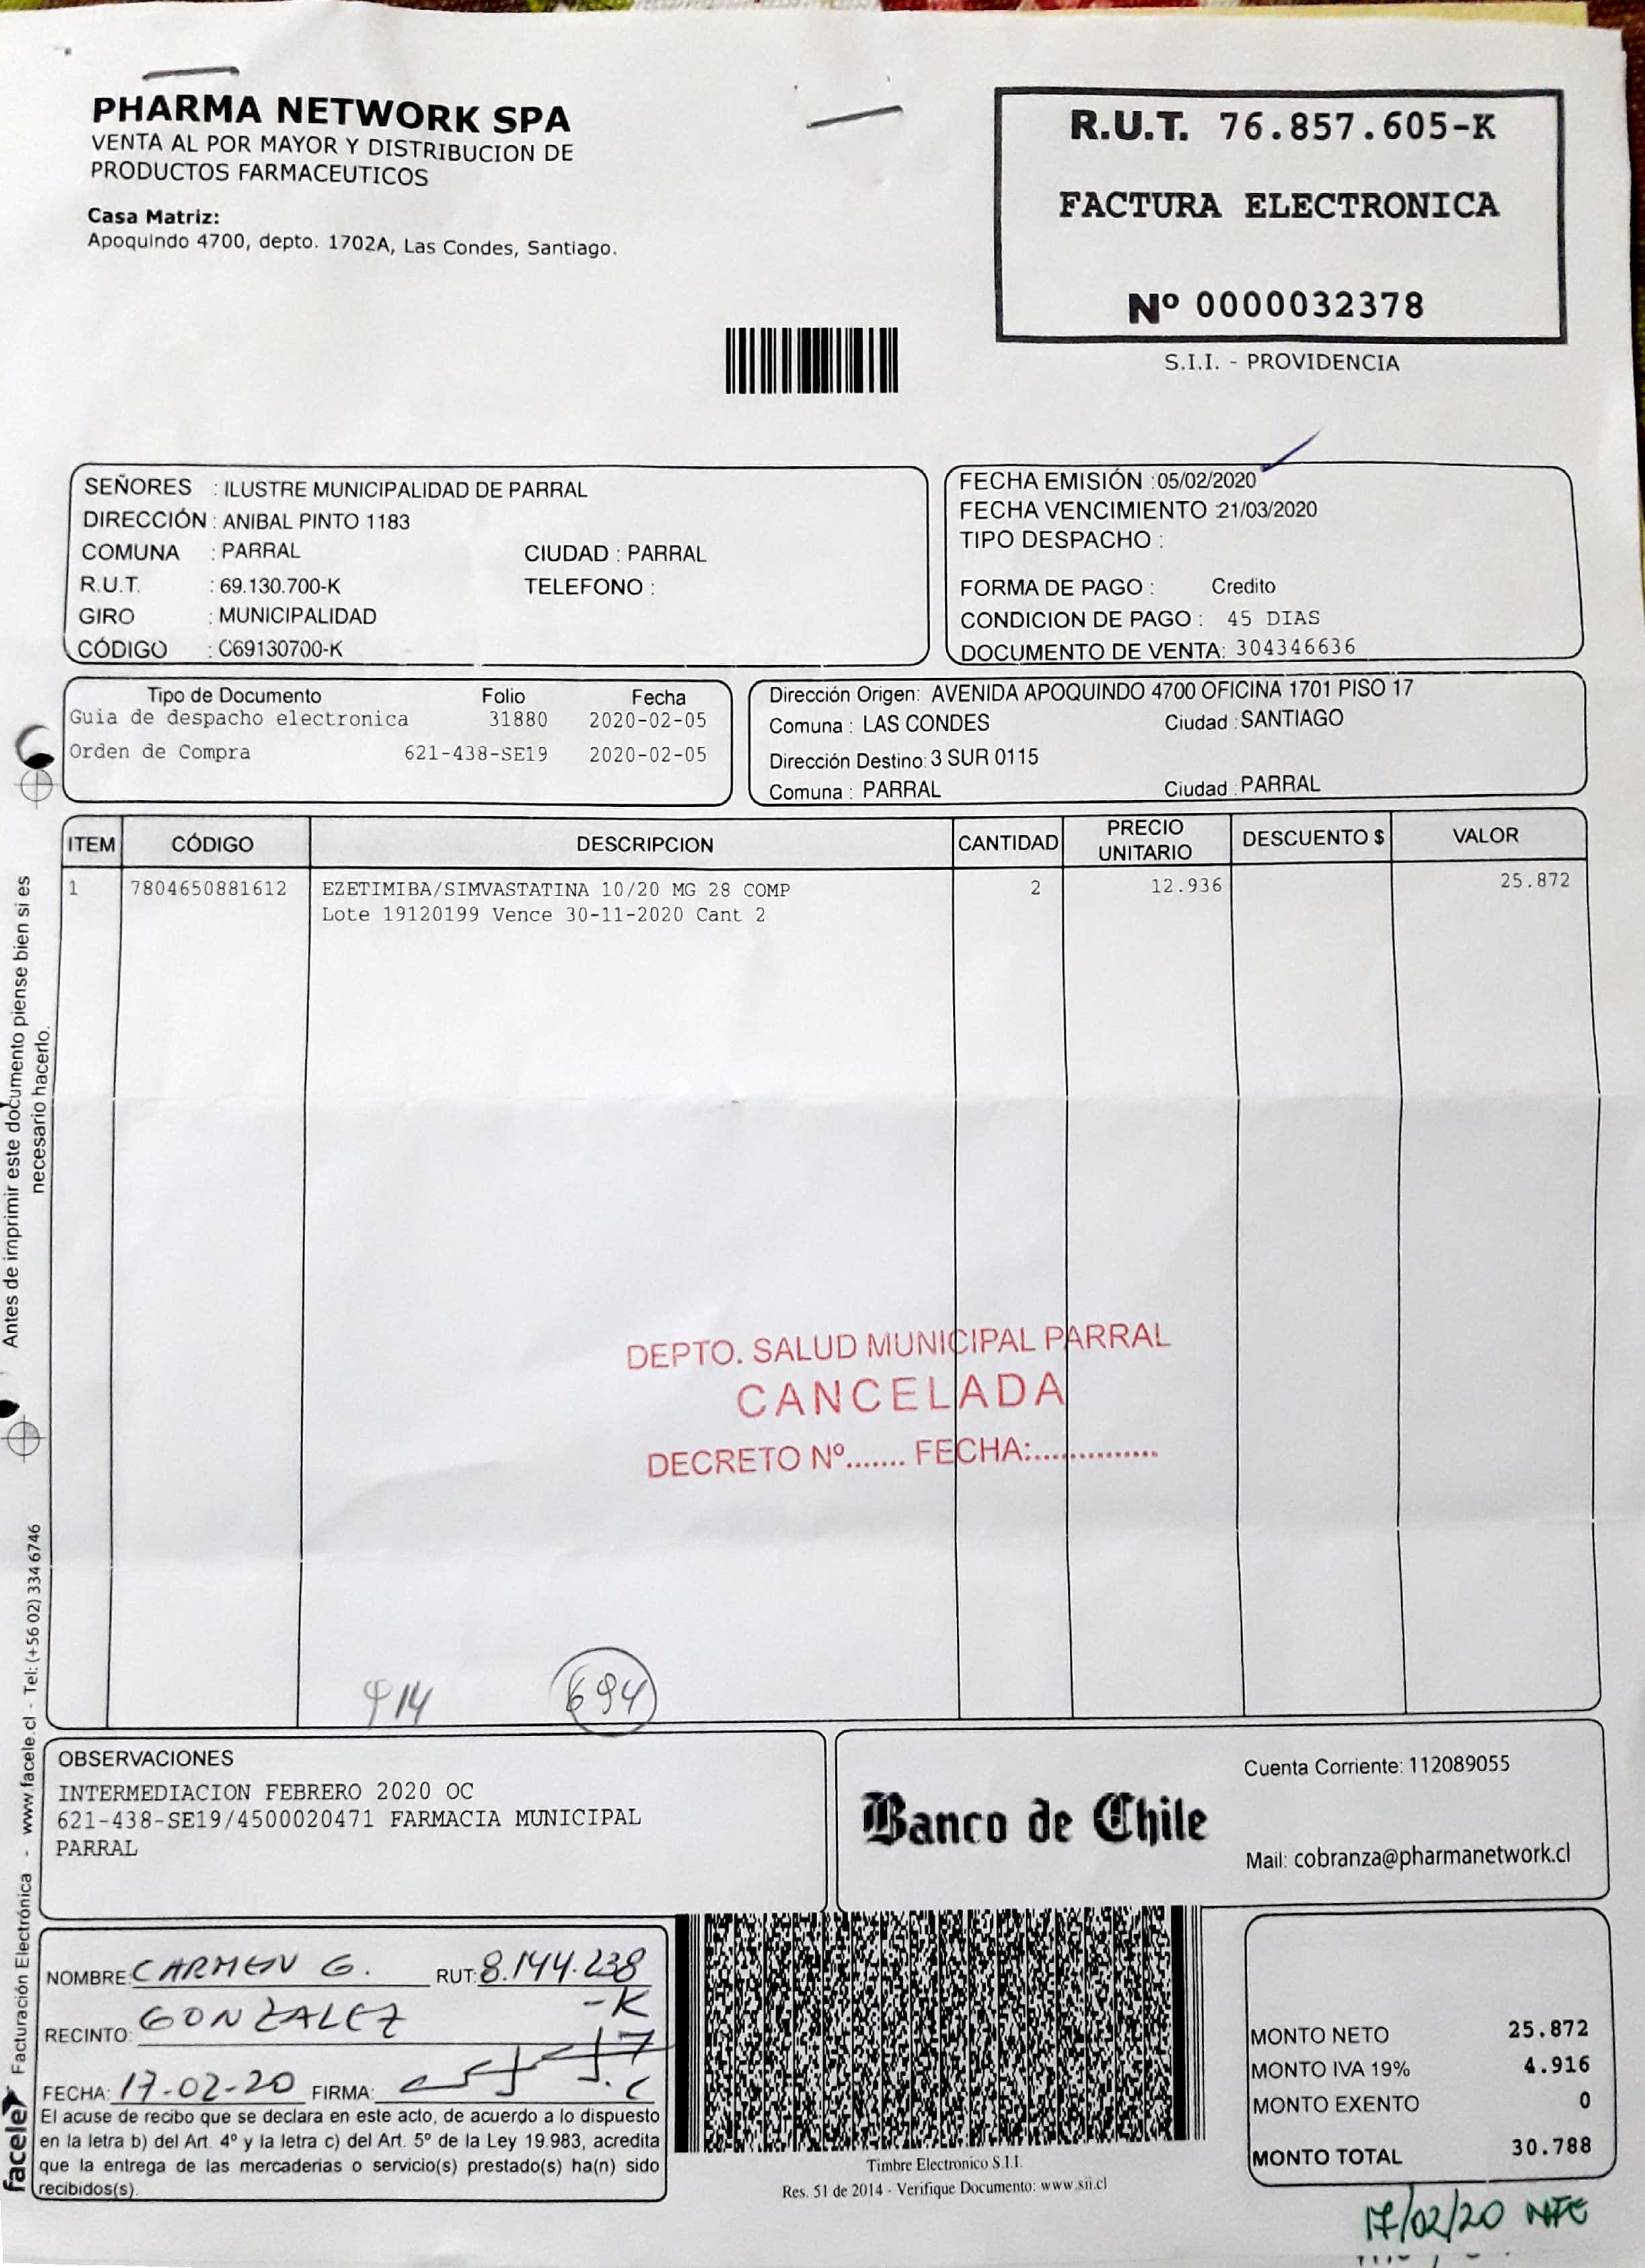 PHARMA NETWORK SPA
VENTA AL POR MAYOR Y DISTRIBUCION DE
PRODUCTOS FARMACEUTICOS
Casa Matriz:
Apoquindo 4700, depto. 1702A, Las Condes, Santiago.
R.U.T. 76.857.605-K
FACTURA ELECTRONICA
Nº 0000032378
S.I.I. - PROVIDENCIA
SEÑORES : ILUSTRE MUNICIPALIDAD DE PARRAL
DIRECCIÓN : ANIBAL PINTO 1183
COMUNA : PARRAL CIUDAD : PARRAL
R.U.T. : 69.130.700-K TELEFONO :
GIRO : MUNICIPALIDAD
CÓDIGO : C69130700-K
FECHA EMISIÓN :05/02/2020
FECHA VENCIMIENTO :21/03/2020
TIPO DESPACHO :
FORMA DE PAGO : Credito
CONDICION DE PAGO : 45 DIAS
DOCUMENTO DE VENTA: 304346636
Tipo de Documento Folio Fecha
Guia de despacho electronica 31880 2020-02-05
Orden de Compra 621-438-SE19 2020-02-05
Dirección Origen: AVENIDA APOQUINDO 4700 OFICINA 1701 PISO 17
Comuna : LAS CONDES Ciudad : SANTIAGO
Dirección Destino: 3 SUR 0115
Comuna : PARRAL Ciudad : PARRAL
ITEM CÓDIGO DESCRIPCION CANTIDAD PRECIO UNITARIO DESCUENTO $ VALOR
1 7804650881612 EZETIMIBA/SIMVASTATINA 10/20 MG 28 COMP 2 12.936 25.872
Lote 19120199 Vence 30-11-2020 Cant 2
DEPTO. SALUD MUNICIPAL PARRAL
CANCELADA
DECRETO Nº....... FECHA:..............
914 694
OBSERVACIONES
INTERMEDIACION FEBRERO 2020 OC
621-438-SE19/4500020471 FARMACIA MUNICIPAL
PARRAL
Banco de Chile
Cuenta Corriente: 112089055
Mail: cobranza@pharmanetwork.cl
NOMBRE: CARMEN G. RUT: 8.144.238
-K
RECINTO: GONZALEZ
FECHA: 17-02-20 FIRMA:
El acuse de recibo que se declara en este acto, de acuerdo a lo dispuesto
en la letra b) del Art. 4º y la letra c) del Art. 5º de la Ley 19.983, acredita
que la entrega de las mercaderias o servicio(s) prestado(s) ha(n) sido
recibidos(s).
Timbre Electronico S.I.I.
Res. 51 de 2014 - Verifique Documento: www.sii.cl
MONTO NETO 25.872
MONTO IVA 19% 4.916
MONTO EXENTO 0
MONTO TOTAL 30.788
17/02/20
Antes de imprimir este documento piense bien si es
necesario hacerlo.
facele Facturación Electrónica - www.facele.cl - Tel: (+56 02) 334 6746